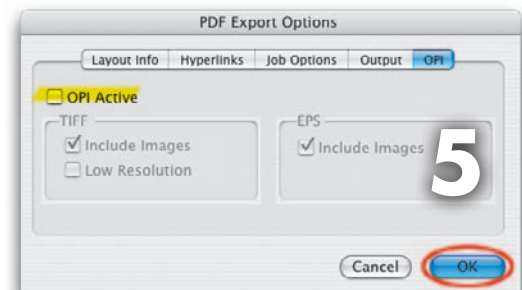 PDF Export Options
Layout Info Hyperlinks Job Options Output OPI
OPI Active
TIFF
Include Images
Low Resolution
EPS
Include Images
5
Cancel OK